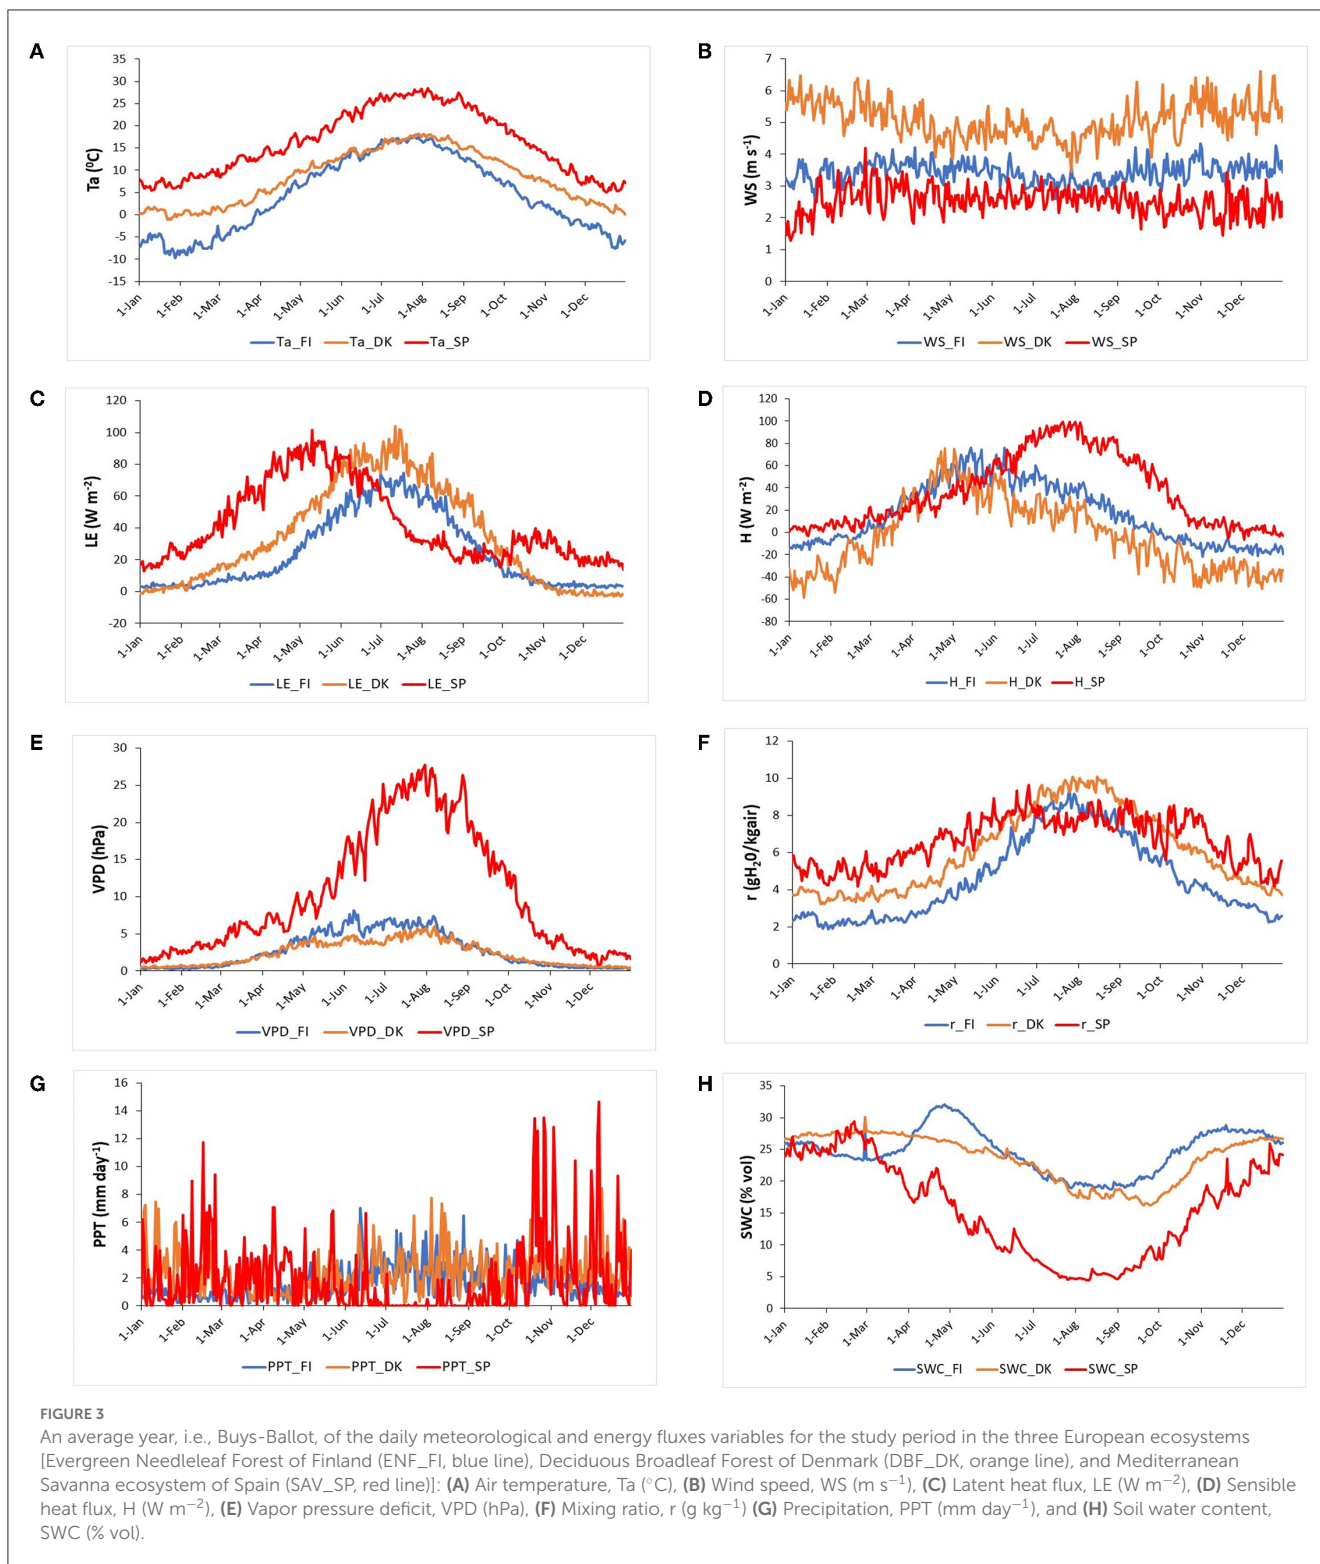 A
35
30
25
20
15
10
5
0
-5
-10
-15
Ta (⁰C)
1-Jan 1-Feb 1-Mar 1-Apr 1-May 1-Jun 1-Jul 1-Aug 1-Sep 1-Oct 1-Nov 1-Dec
Ta_FI Ta_DK Ta_SP
B
7
6
5
4
3
2
1
0
WS (m s⁻¹)
1-Jan 1-Feb 1-Mar 1-Apr 1-May 1-Jun 1-Jul 1-Aug 1-Sep 1-Oct 1-Nov 1-Dec
WS_FI WS_DK WS_SP
C
120
100
80
60
40
20
0
-20
LE (W m⁻²)
1-Jan 1-Feb 1-Mar 1-Apr 1-May 1-Jun 1-Jul 1-Aug 1-Sep 1-Oct 1-Nov 1-Dec
LE_FI LE_DK LE_SP
D
120
100
80
60
40
20
0
-20
-40
-60
-80
H (W m⁻²)
1-Jan 1-Feb 1-Mar 1-Apr 1-May 1-Jun 1-Jul 1-Aug 1-Sep 1-Oct 1-Nov 1-Dec
H_FI H_DK H_SP
E
30
25
20
15
10
5
0
VPD (hPa)
1-Jan 1-Feb 1-Mar 1-Apr 1-May 1-Jun 1-Jul 1-Aug 1-Sep 1-Oct 1-Nov 1-Dec
VPD_FI VPD_DK VPD_SP
F
12
10
8
6
4
2
0
r (gH₂0/kgair)
1-Jan 1-Feb 1-Mar 1-Apr 1-May 1-Jun 1-Jul 1-Aug 1-Sep 1-Oct 1-Nov 1-Dec
r_FI r_DK r_SP
G
16
14
12
10
8
6
4
2
0
PPT (mm day⁻¹)
1-Jan 1-Feb 1-Mar 1-Apr 1-May 1-Jun 1-Jul 1-Aug 1-Sep 1-Oct 1-Nov 1-Dec
PPT_FI PPT_DK PPT_SP
H
35
30
25
20
15
10
5
0
SWC (% vol)
1-Jan 1-Feb 1-Mar 1-Apr 1-May 1-Jun 1-Jul 1-Aug 1-Sep 1-Oct 1-Nov 1-Dec
SWC_FI SWC_DK SWC_SP
FIGURE 3
An average year, i.e., Buys-Ballot, of the daily meteorological and energy fluxes variables for the study period in the three European ecosystems
[Evergreen Needleleaf Forest of Finland (ENF_FI, blue line), Deciduous Broadleaf Forest of Denmark (DBF_DK, orange line), and Mediterranean
Savanna ecosystem of Spain (SAV_SP, red line)]: (A) Air temperature, Ta (°C), (B) Wind speed, WS (m s⁻¹), (C) Latent heat flux, LE (W m⁻²), (D) Sensible
heat flux, H (W m⁻²), (E) Vapor pressure deficit, VPD (hPa), (F) Mixing ratio, r (g kg⁻¹) (G) Precipitation, PPT (mm day⁻¹), and (H) Soil water content,
SWC (% vol).